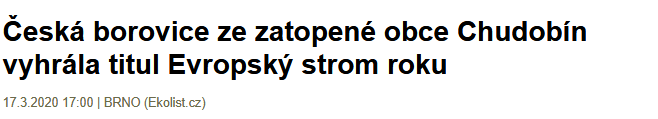 Česká borovice ze zatopené obce Chudobín
vyhrála titul Evropský strom roku
17.3.2020 17:00 | BRNO (Ekolist.cz)